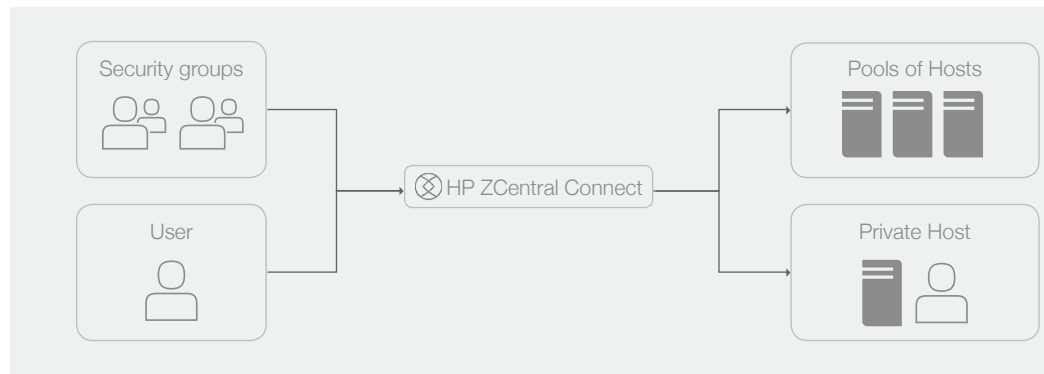 Security groups
User
HP ZCentral Connect
Pools of Hosts
Private Host